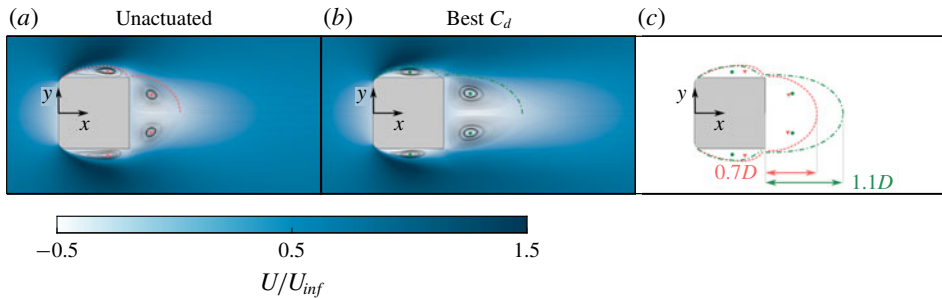 (a) Unactuated (b) Best C_d (c)
y y y
x x x
0.7D
1.1D
−0.5 0.5 1.5
U/U_inf